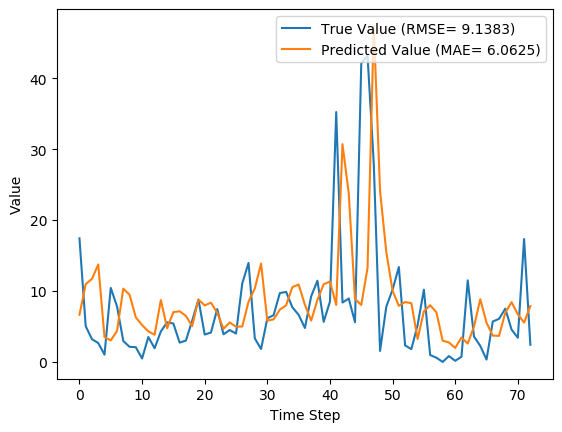 True Value (RMSE= 9.1383)
Predicted Value (MAE= 6.0625)
Value
40
30
20
10
0
0 10 20 30 40 50 60 70
Time Step